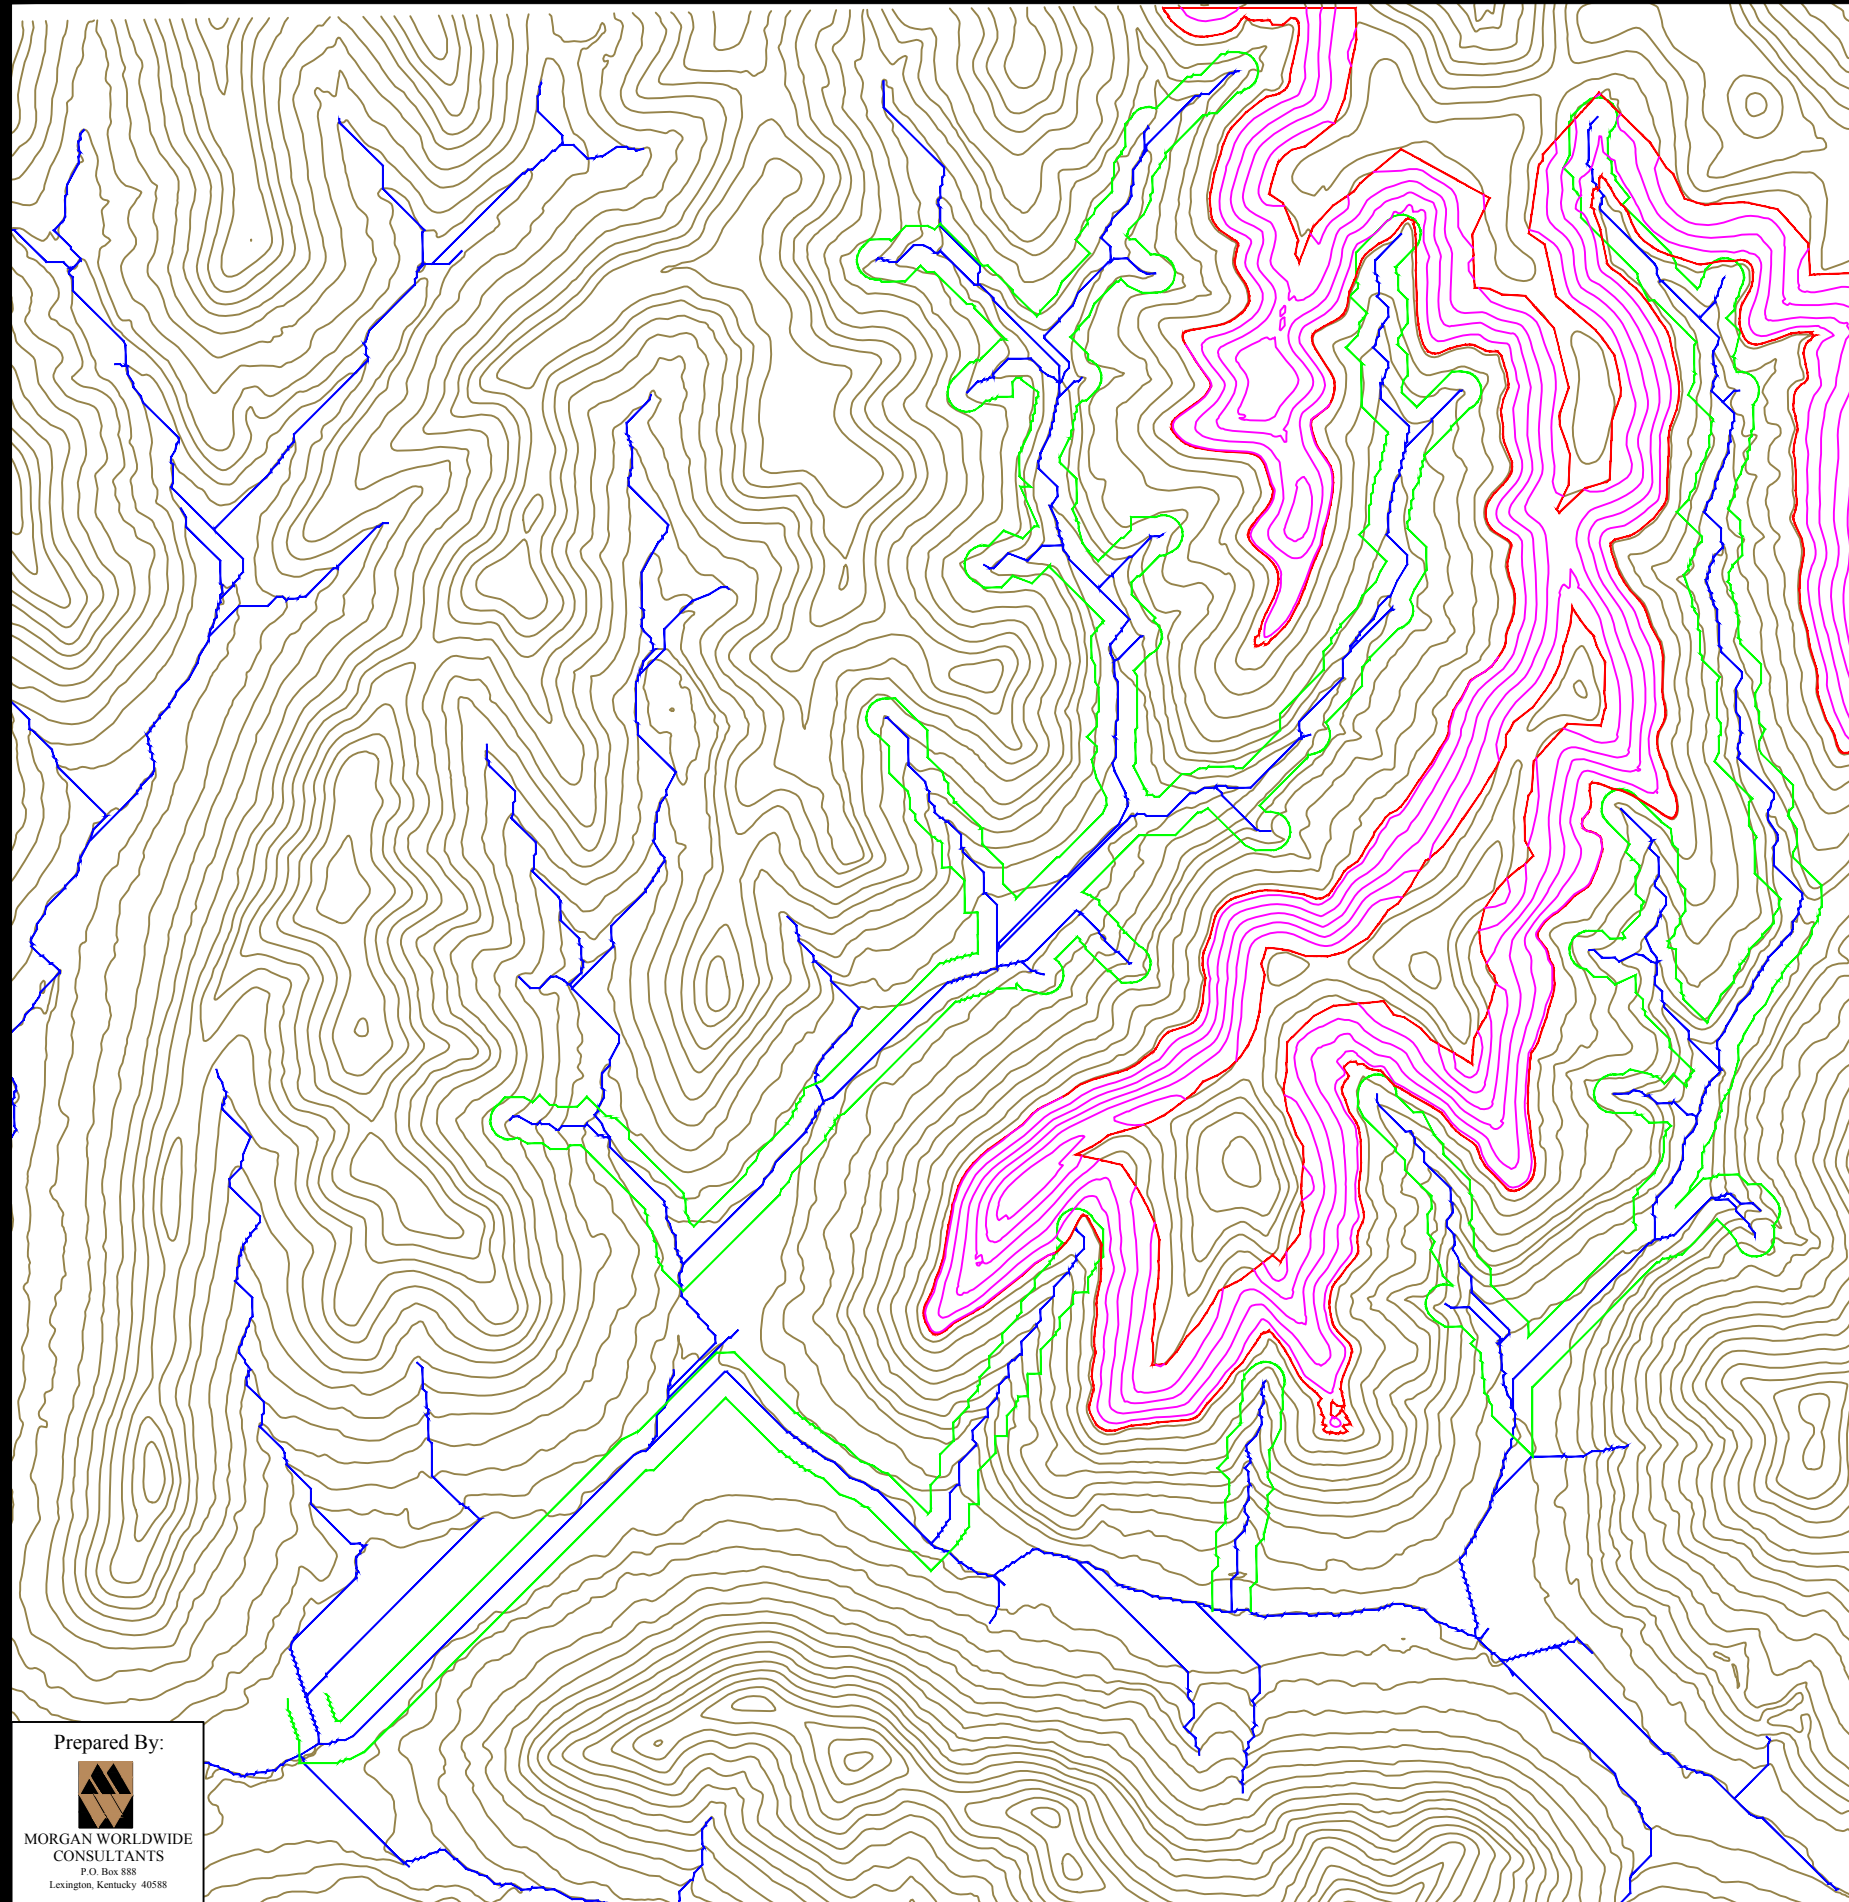 Prepared By:
MORGAN WORLDWIDE
CONSULTANTS
P.O. Box 888
Lexington, Kentucky 40588